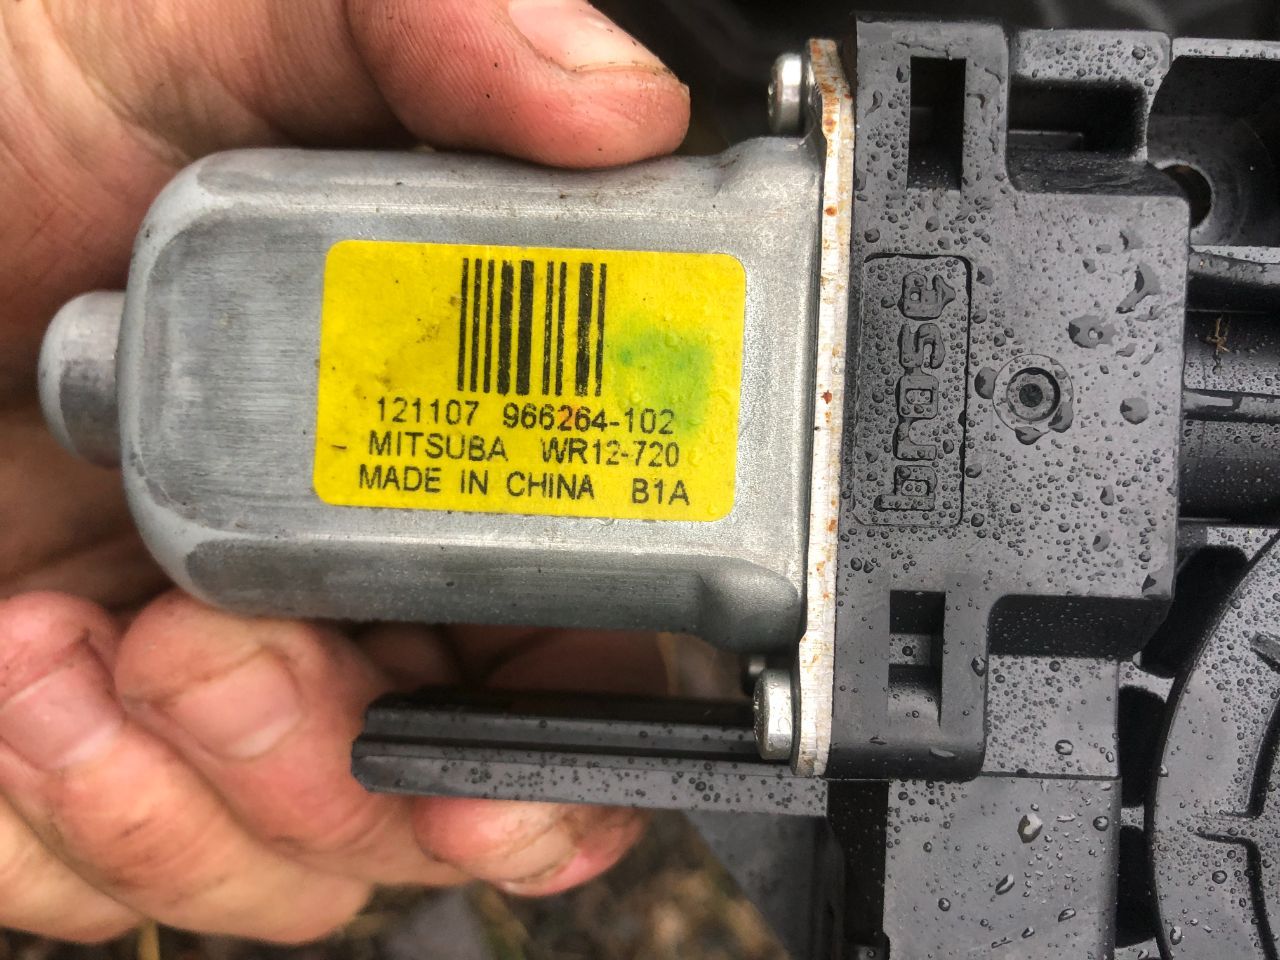 121107 966264-102
MITSUBA WR12-720
MADE IN CHINA B1A
brose